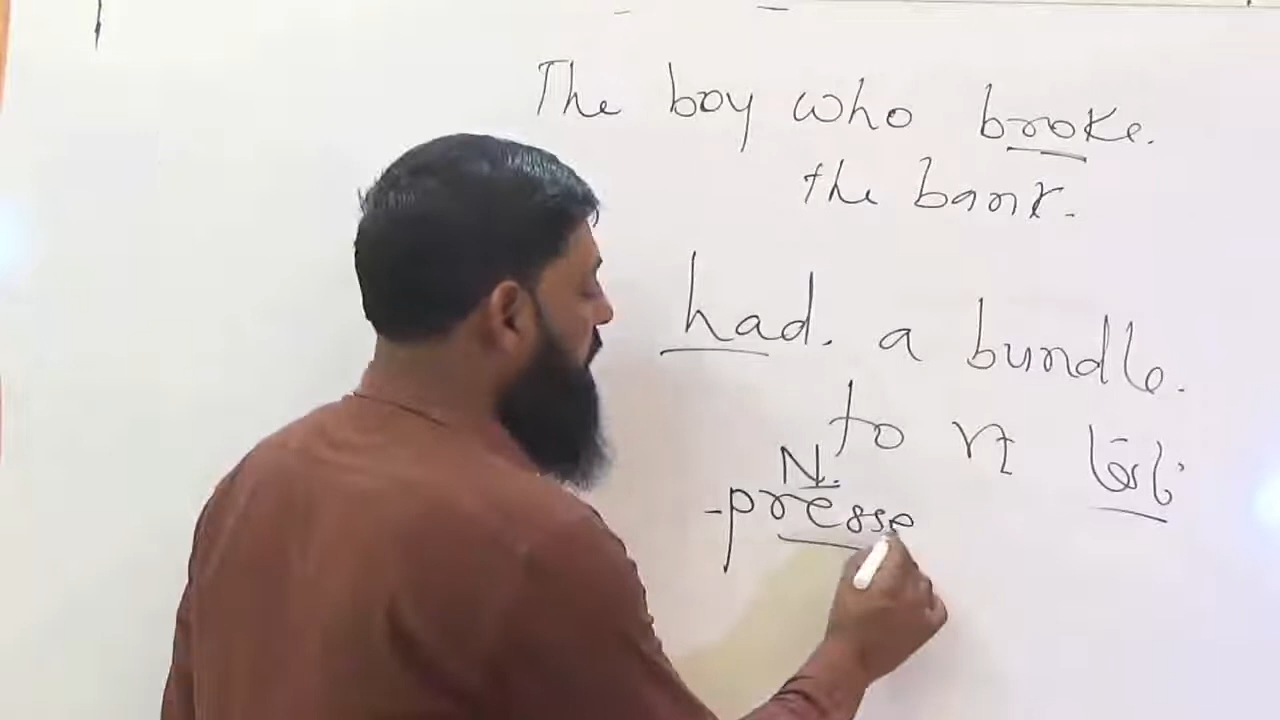 The boy who broke.
the bank.
had. a bundle.
to
N.
-presse